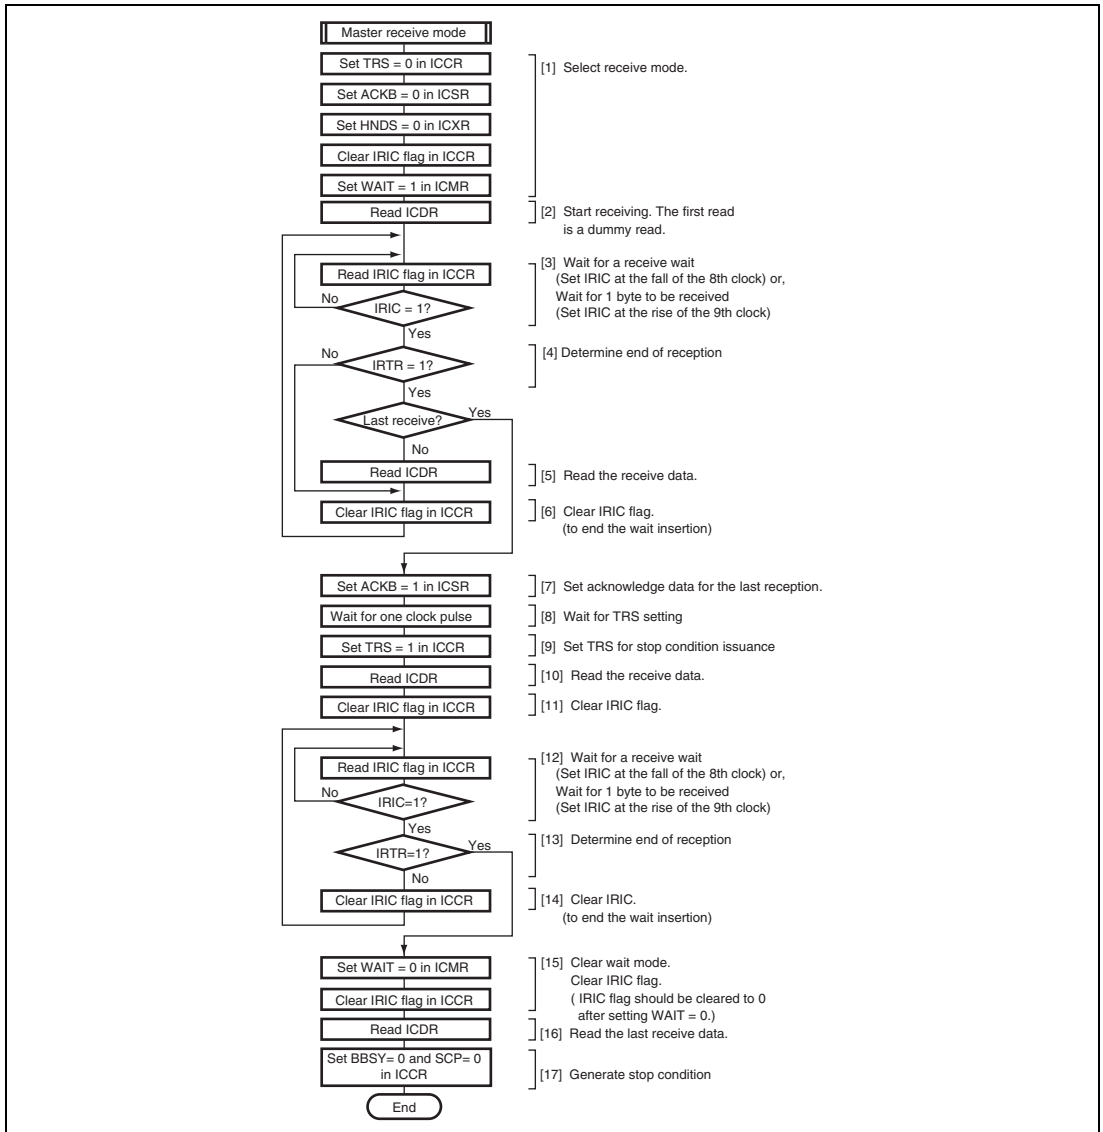 Master receive mode
Set TRS = 0 in ICCR
[1] Select receive mode.
Set ACKB = 0 in ICSR
Set HNDS = 0 in ICXR
Clear IRIC flag in ICCR
Set WAIT = 1 in ICMR
Read ICDR
[2] Start receiving. The first read
is a dummy read.
Read IRIC flag in ICCR
[3] Wait for a receive wait
(Set IRIC at the fall of the 8th clock) or,
Wait for 1 byte to be received
(Set IRIC at the rise of the 9th clock)
No
IRIC = 1?
Yes
No
IRTR = 1?
[4] Determine end of reception
Yes
Last receive?
Yes
No
Read ICDR
[5] Read the receive data.
Clear IRIC flag in ICCR
[6] Clear IRIC flag.
(to end the wait insertion)
Set ACKB = 1 in ICSR
[7] Set acknowledge data for the last reception.
Wait for one clock pulse
[8] Wait for TRS setting
Set TRS = 1 in ICCR
[9] Set TRS for stop condition issuance
Read ICDR
[10] Read the receive data.
Clear IRIC flag in ICCR
[11] Clear IRIC flag.
Read IRIC flag in ICCR
[12] Wait for a receive wait
(Set IRIC at the fall of the 8th clock) or,
Wait for 1 byte to be received
(Set IRIC at the rise of the 9th clock)
No
IRIC=1?
Yes
IRTR=1?
Yes
[13] Determine end of reception
No
Clear IRIC flag in ICCR
[14] Clear IRIC.
(to end the wait insertion)
Set WAIT = 0 in ICMR
[15] Clear wait mode.
Clear IRIC flag.
( IRIC flag should be cleared to 0
after setting WAIT = 0.)
Clear IRIC flag in ICCR
Read ICDR
[16] Read the last receive data.
Set BBSY= 0 and SCP= 0
in ICCR
[17] Generate stop condition
End